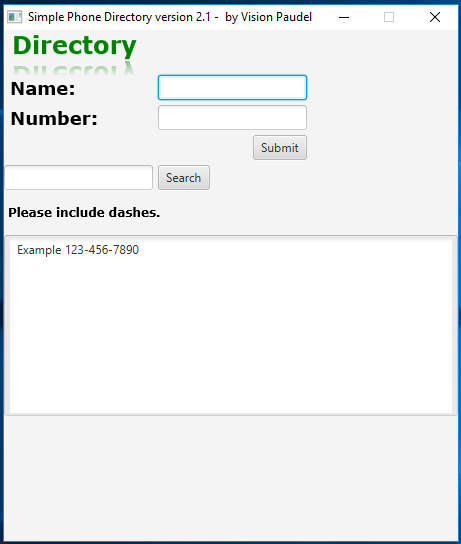 Simple Phone Directory version 2.1 - by Vision Paudel
Directory
Name:
Number:
Submit
Search
Please include dashes.
Example 123-456-7890